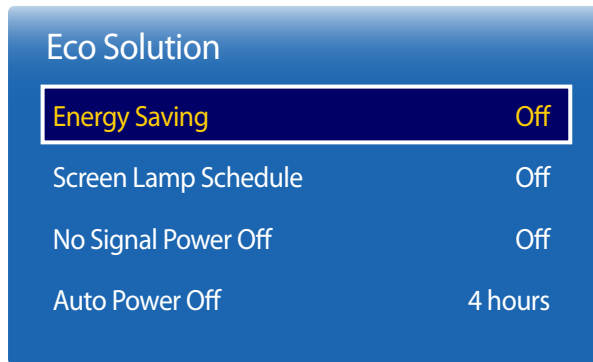 Eco Solution
Energy Saving Off
Screen Lamp Schedule Off
No Signal Power Off Off
Auto Power Off 4 hours